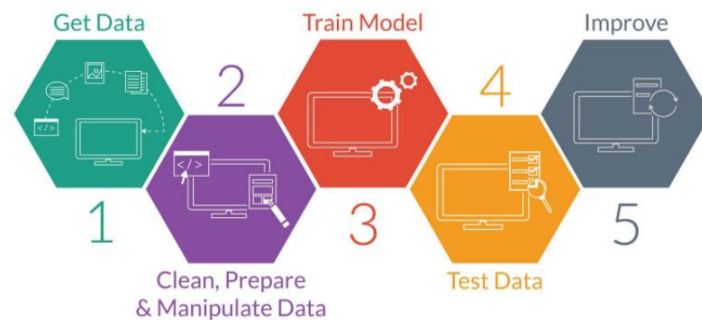 Get Data
Train Model
Improve
2
4
</>
</>
1
3
5
Clean, Prepare
& Manipulate Data
Test Data